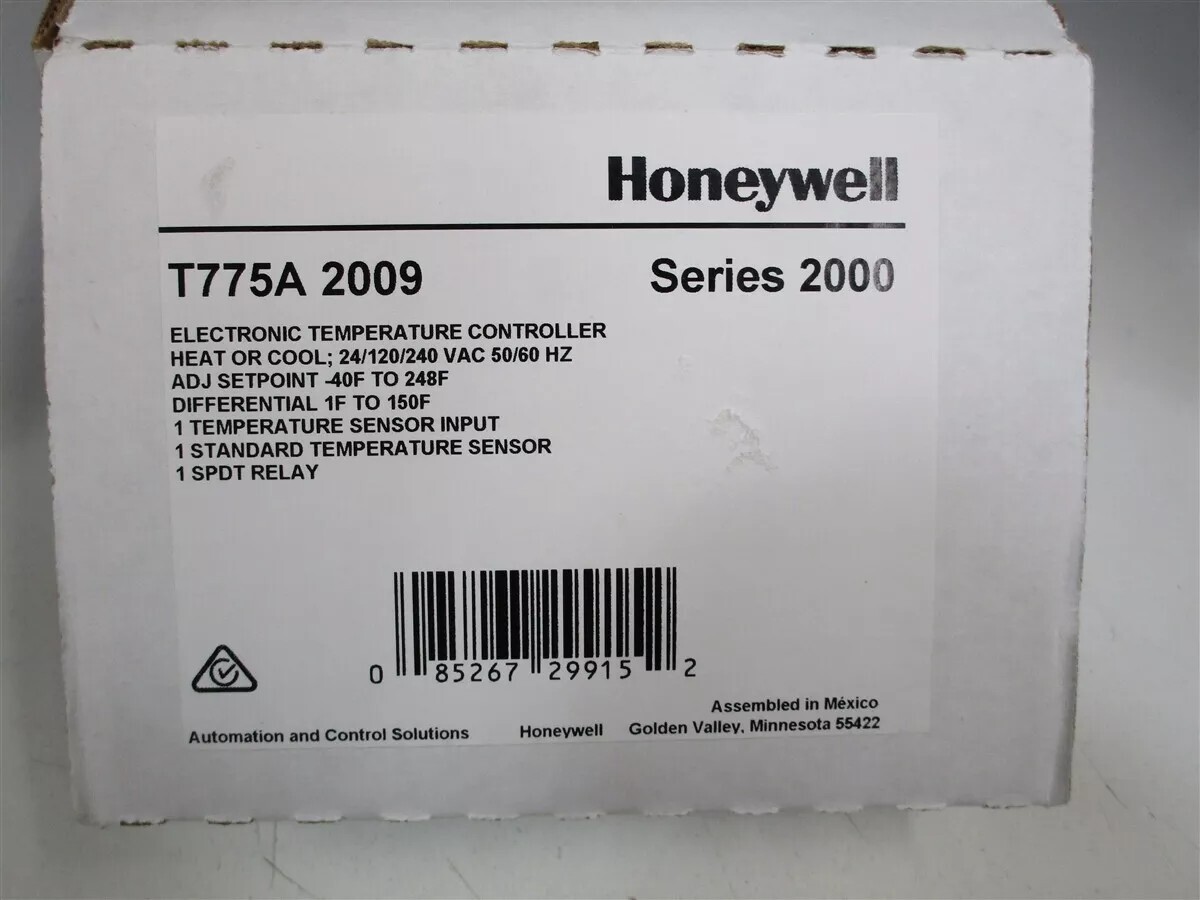 Honeywell
T775A 2009 Series 2000
ELECTRONIC TEMPERATURE CONTROLLER
HEAT OR COOL; 24/120/240 VAC 50/60 HZ
ADJ SETPOINT -40F TO 248F
DIFFERENTIAL 1F TO 150F
1 TEMPERATURE SENSOR INPUT
1 STANDARD TEMPERATURE SENSOR
1 SPDT RELAY
0 85267 29915 2
Assembled in México
Automation and Control Solutions Honeywell Golden Valley, Minnesota 55422